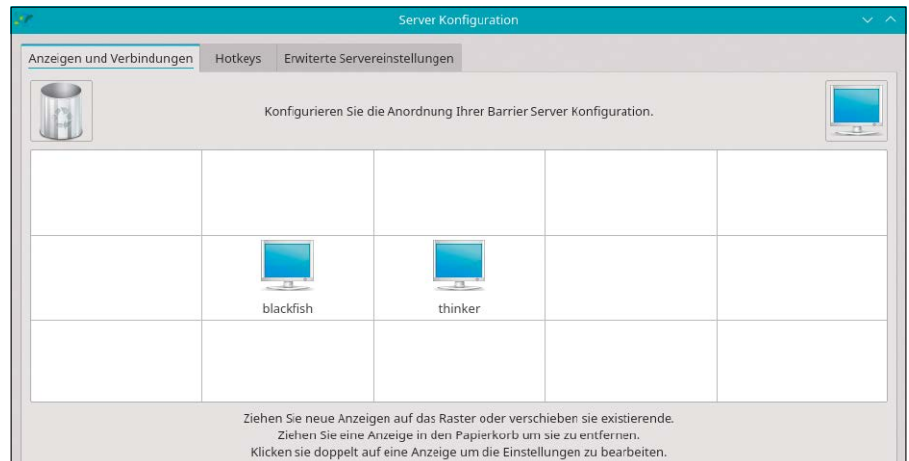 Server Konfiguration
Anzeigen und Verbindungen Hotkeys Erwiterte Servereinstellungen
Konfigurieren Sie die Anordnung Ihrer Barrier Server Konfiguration.
blackfish thinker
Ziehen Sie neue Anzeigen auf das Raster oder verschieben sie existierende.
Ziehen Sie eine Anzeige in den Papierkorb um sie zu entfernen.
Klicken sie doppelt auf eine Anzeige um die Einstellungen zu bearbeiten.